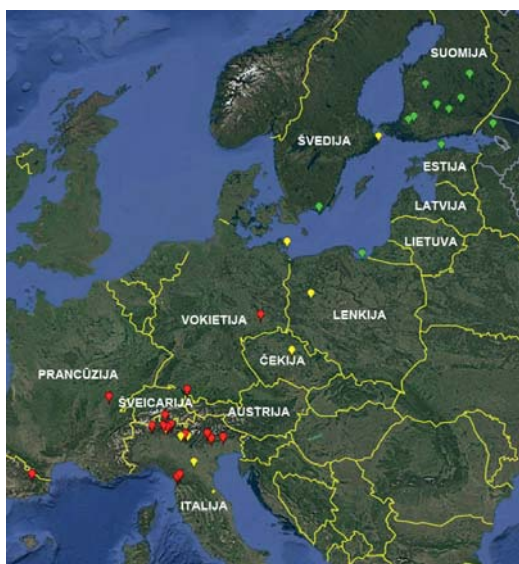 SUOMIJA
ŠVEDIJA
ESTIJA
LATVIJA
LIETUVA
VOKIETIJA
LENKIJA
ČEKIJA
PRANCŪZIJA
ŠVEICARIJA
AUSTRIJA
ITALIJA